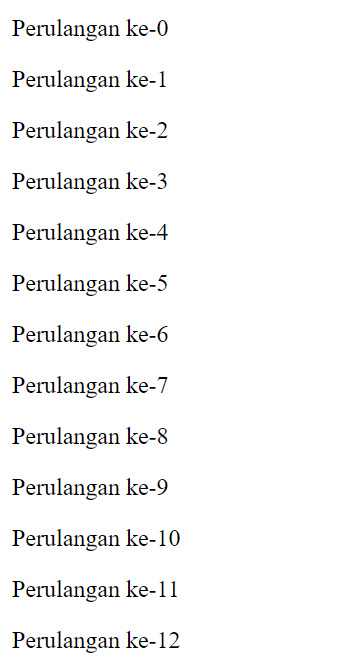 Perulangan ke-0
Perulangan ke-1
Perulangan ke-2
Perulangan ke-3
Perulangan ke-4
Perulangan ke-5
Perulangan ke-6
Perulangan ke-7
Perulangan ke-8
Perulangan ke-9
Perulangan ke-10
Perulangan ke-11
Perulangan ke-12